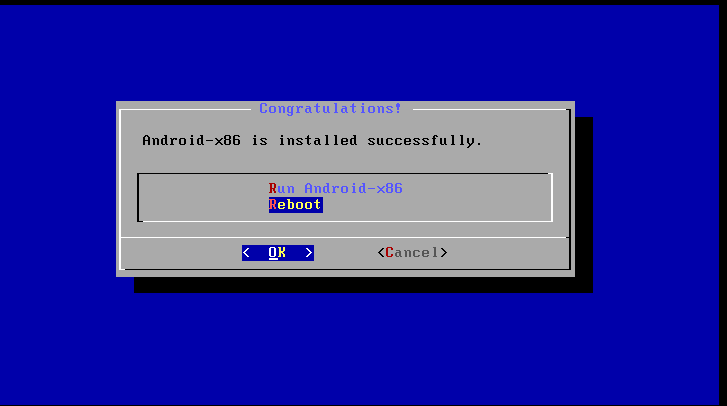 Congratulations!
Android-x86 is installed successfully.
Run Android-x86
Reboot
< OK > <Cancel>